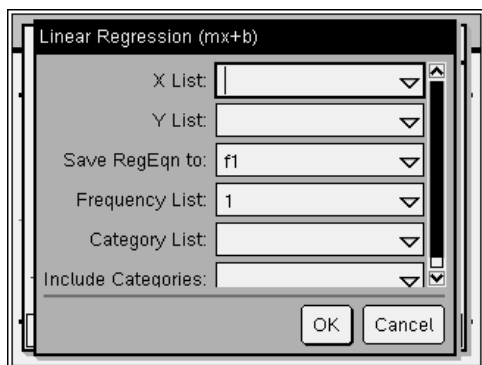 Linear Regression (mx+b)
X List:
Y List:
Save RegEqn to: f1
Frequency List: 1
Category List:
Include Categories:
OK Cancel